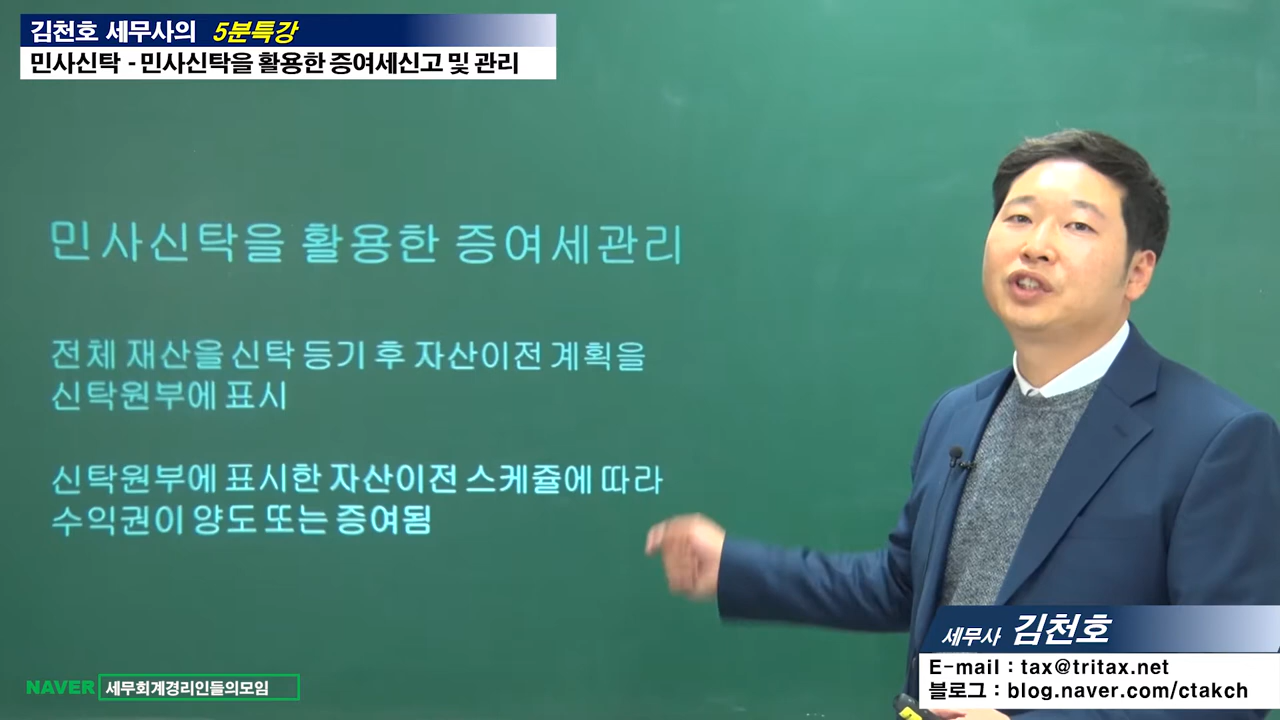 김천호 세무사의 5분특강
민사신탁 - 민사신탁을 활용한 증여세신고 및 관리
민사신탁을 활용한 증여세관리
전체 재산을 신탁 등기 후 자산이전 계획을
신탁원부에 표시
신탁원부에 표시한 자산이전 스케쥴에 따라
수익권이 양도 또는 증여됨
세무사 김천호
E-mail : tax@tritax.net
블로그 : blog.naver.com/ctakch
NAVER 세무회계경리인들의모임